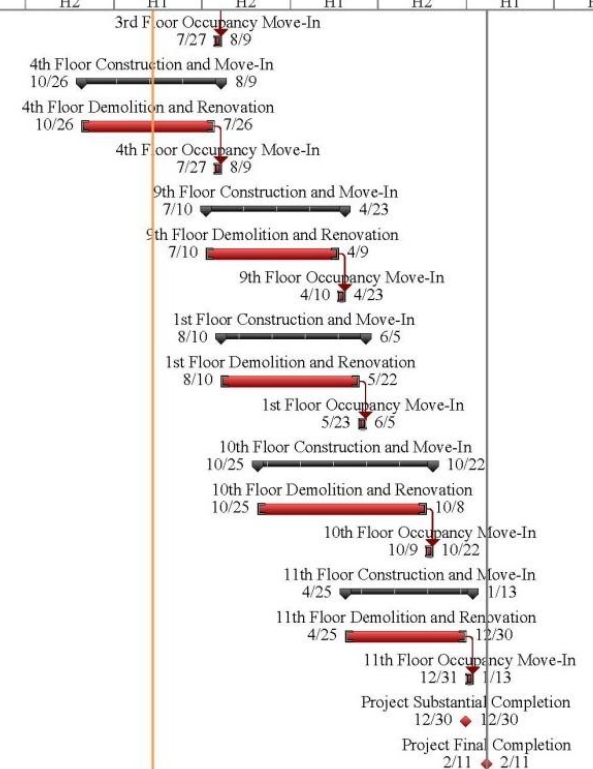 H2 H1 H2 H1 H2 H1
3rd Floor Occupancy Move-In
7/27 8/9
4th Floor Construction and Move-In
10/26 8/9
4th Floor Demolition and Renovation
10/26 7/26
4th Floor Occupancy Move-In
7/27 8/9
9th Floor Construction and Move-In
7/10 4/23
9th Floor Demolition and Renovation
7/10 4/9
9th Floor Occupancy Move-In
4/10 4/23
1st Floor Construction and Move-In
8/10 6/5
1st Floor Demolition and Renovation
8/10 5/22
1st Floor Occupancy Move-In
5/23 6/5
10th Floor Construction and Move-In
10/25 10/22
10th Floor Demolition and Renovation
10/25 10/8
10th Floor Occupancy Move-In
10/9 10/22
11th Floor Construction and Move-In
4/25 1/13
11th Floor Demolition and Renovation
4/25 12/30
11th Floor Occupancy Move-In
12/31 1/13
Project Substantial Completion
12/30 12/30
Project Final Completion
2/11 2/11